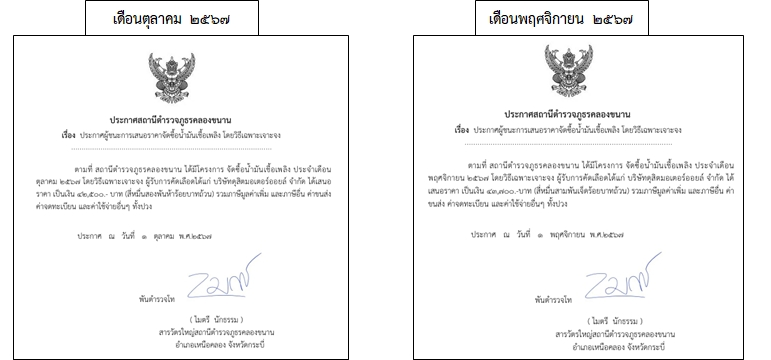 เดือนตุลาคม ๒๕๖๗
ประกาศสถานีตำรวจภูธรคลองขนาน
เรื่อง ประกาศผู้ชนะการเสนอราคาจัดซื้อน้ำมันเชื้อเพลิง โดยวิธีเฉพาะเจาะจง
ตามที่ สถานีตำรวจภูธรคลองขนาน ได้มีโครงการ จัดซื้อน้ำมันเชื้อเพลิง ประจำเดือน
ตุลาคม ๒๕๖๗ โดยวิธีเฉพาะเจาะจง ผู้รับการคัดเลือกได้แก่ บริษัทดุสิตมอเตอร์ออยล์ จำกัด ได้เสนอ
ราคา เป็นเงิน ๔๒,๕๐๐.- บาท (สี่หมื่นสองพันห้าร้อยบาทถ้วน) รวมภาษีมูลค่าเพิ่ม และภาษีอื่น ค่าขนส่ง
ค่าจดทะเบียน และค่าใช้จ่ายอื่นๆ ทั้งปวง
ประกาศ ณ วันที่ ๑ ตุลาคม พ.ศ.๒๕๖๗
พันตำรวจโท
( ไมตรี นักธรรม )
สารวัตรใหญ่สถานีตำรวจภูธรคลองขนาน
อำเภอเหนือคลอง จังหวัดกระบี่
เดือนพฤศจิกายน ๒๕๖๗
ประกาศสถานีตำรวจภูธรคลองขนาน
เรื่อง ประกาศผู้ชนะการเสนอราคาจัดซื้อน้ำมันเชื้อเพลิง โดยวิธีเฉพาะเจาะจง
ตามที่ สถานีตำรวจภูธรคลองขนาน ได้มีโครงการ จัดซื้อน้ำมันเชื้อเพลิง ประจำเดือน
พฤศจิกายน ๒๕๖๗ โดยวิธีเฉพาะเจาะจง ผู้รับการคัดเลือกได้แก่ บริษัทดุสิตมอเตอร์ออยล์ จำกัด ได้
เสนอราคา เป็นเงิน ๔๓,๗๐๐.-บาท (สี่หมื่นสามพันเจ็ดร้อยบาทถ้วน) รวมภาษีมูลค่าเพิ่ม และภาษีอื่น ค่า
ขนส่ง ค่าจดทะเบียน และค่าใช้จ่ายอื่นๆ ทั้งปวง
ประกาศ ณ วันที่ ๑ พฤศจิกายน พ.ศ.๒๕๖๗
พันตำรวจโท
( ไมตรี นักธรรม )
สารวัตรใหญ่สถานีตำรวจภูธรคลองขนาน
อำเภอเหนือคลอง จังหวัดกระบี่